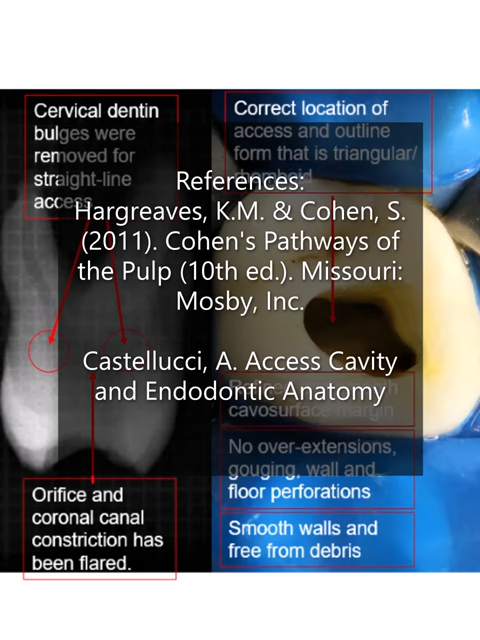 Cervical dentin
bulges were
removed for
straight-line
access
Correct location of
access and outline
form that is triangular/
rhomboid
References:
Hargreaves, K.M. & Cohen, S.
(2011). Cohen's Pathways of
the Pulp (10th ed.). Missouri:
Mosby, Inc.
Castellucci, A. Access Cavity
and Endodontic Anatomy
cavosurface-margin
No over-extensions,
gouging, wall and
floor perforations
Smooth walls and
free from debris
Orifice and
coronal canal
constriction has
been flared.